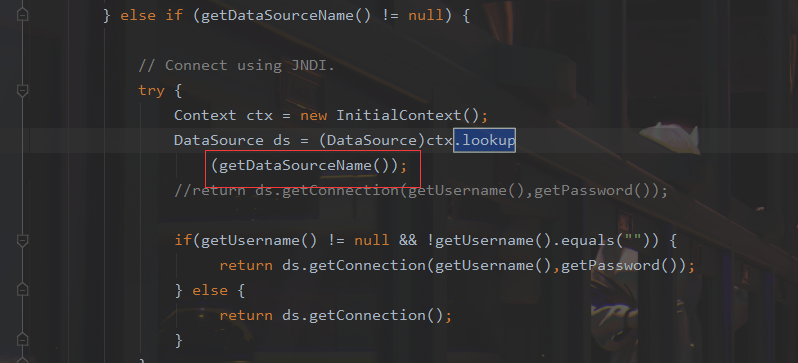 } else if (getDataSourceName() != null) {
// Connect using JNDI.
try {
Context ctx = new InitialContext();
DataSource ds = (DataSource)ctx.lookup
(getDataSourceName());
//return ds.getConnection(getUsername(),getPassword());
if(getUsername() != null && !getUsername().equals("")) {
return ds.getConnection(getUsername(),getPassword());
} else {
return ds.getConnection();
}